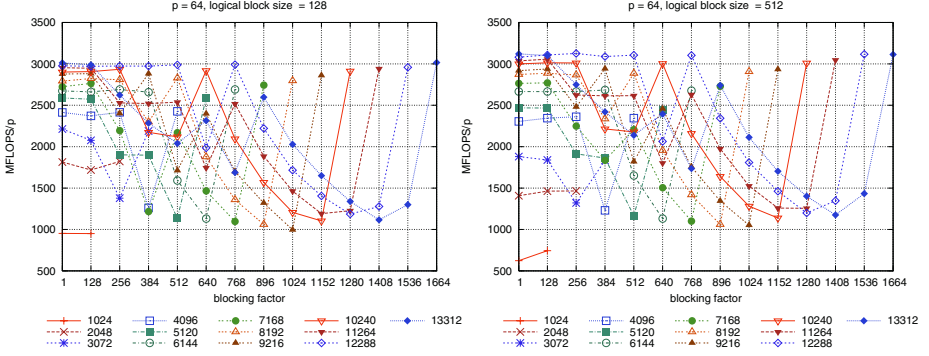 p = 64, logical block size = 128
3500
3000
2500
2000
1500
1000
500
MFLOPS/p
1 128 256 384 512 640 768 896 1024 1152 1280 1408 1536 1664
blocking factor
1024 4096 7168 10240 13312
2048 5120 8192 11264
3072 6144 9216 12288
p = 64, logical block size = 512
3500
3000
2500
2000
1500
1000
500
MFLOPS/p
1 128 256 384 512 640 768 896 1024 1152 1280 1408 1536 1664
blocking factor
1024 4096 7168 10240 13312
2048 5120 8192 11264
3072 6144 9216 12288